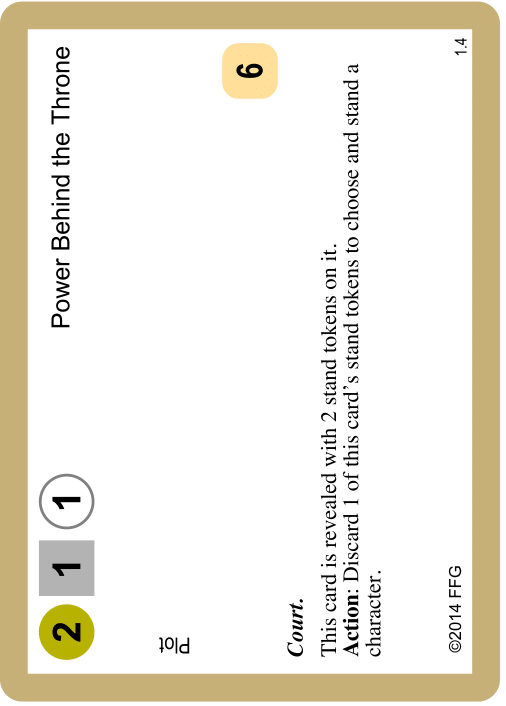 2 1 1 Power Behind the Throne
Plot
6
Court.
This card is revealed with 2 stand tokens on it.
Action: Discard 1 of this card's stand tokens to choose and stand a
character.
©2014 FFG 1.4